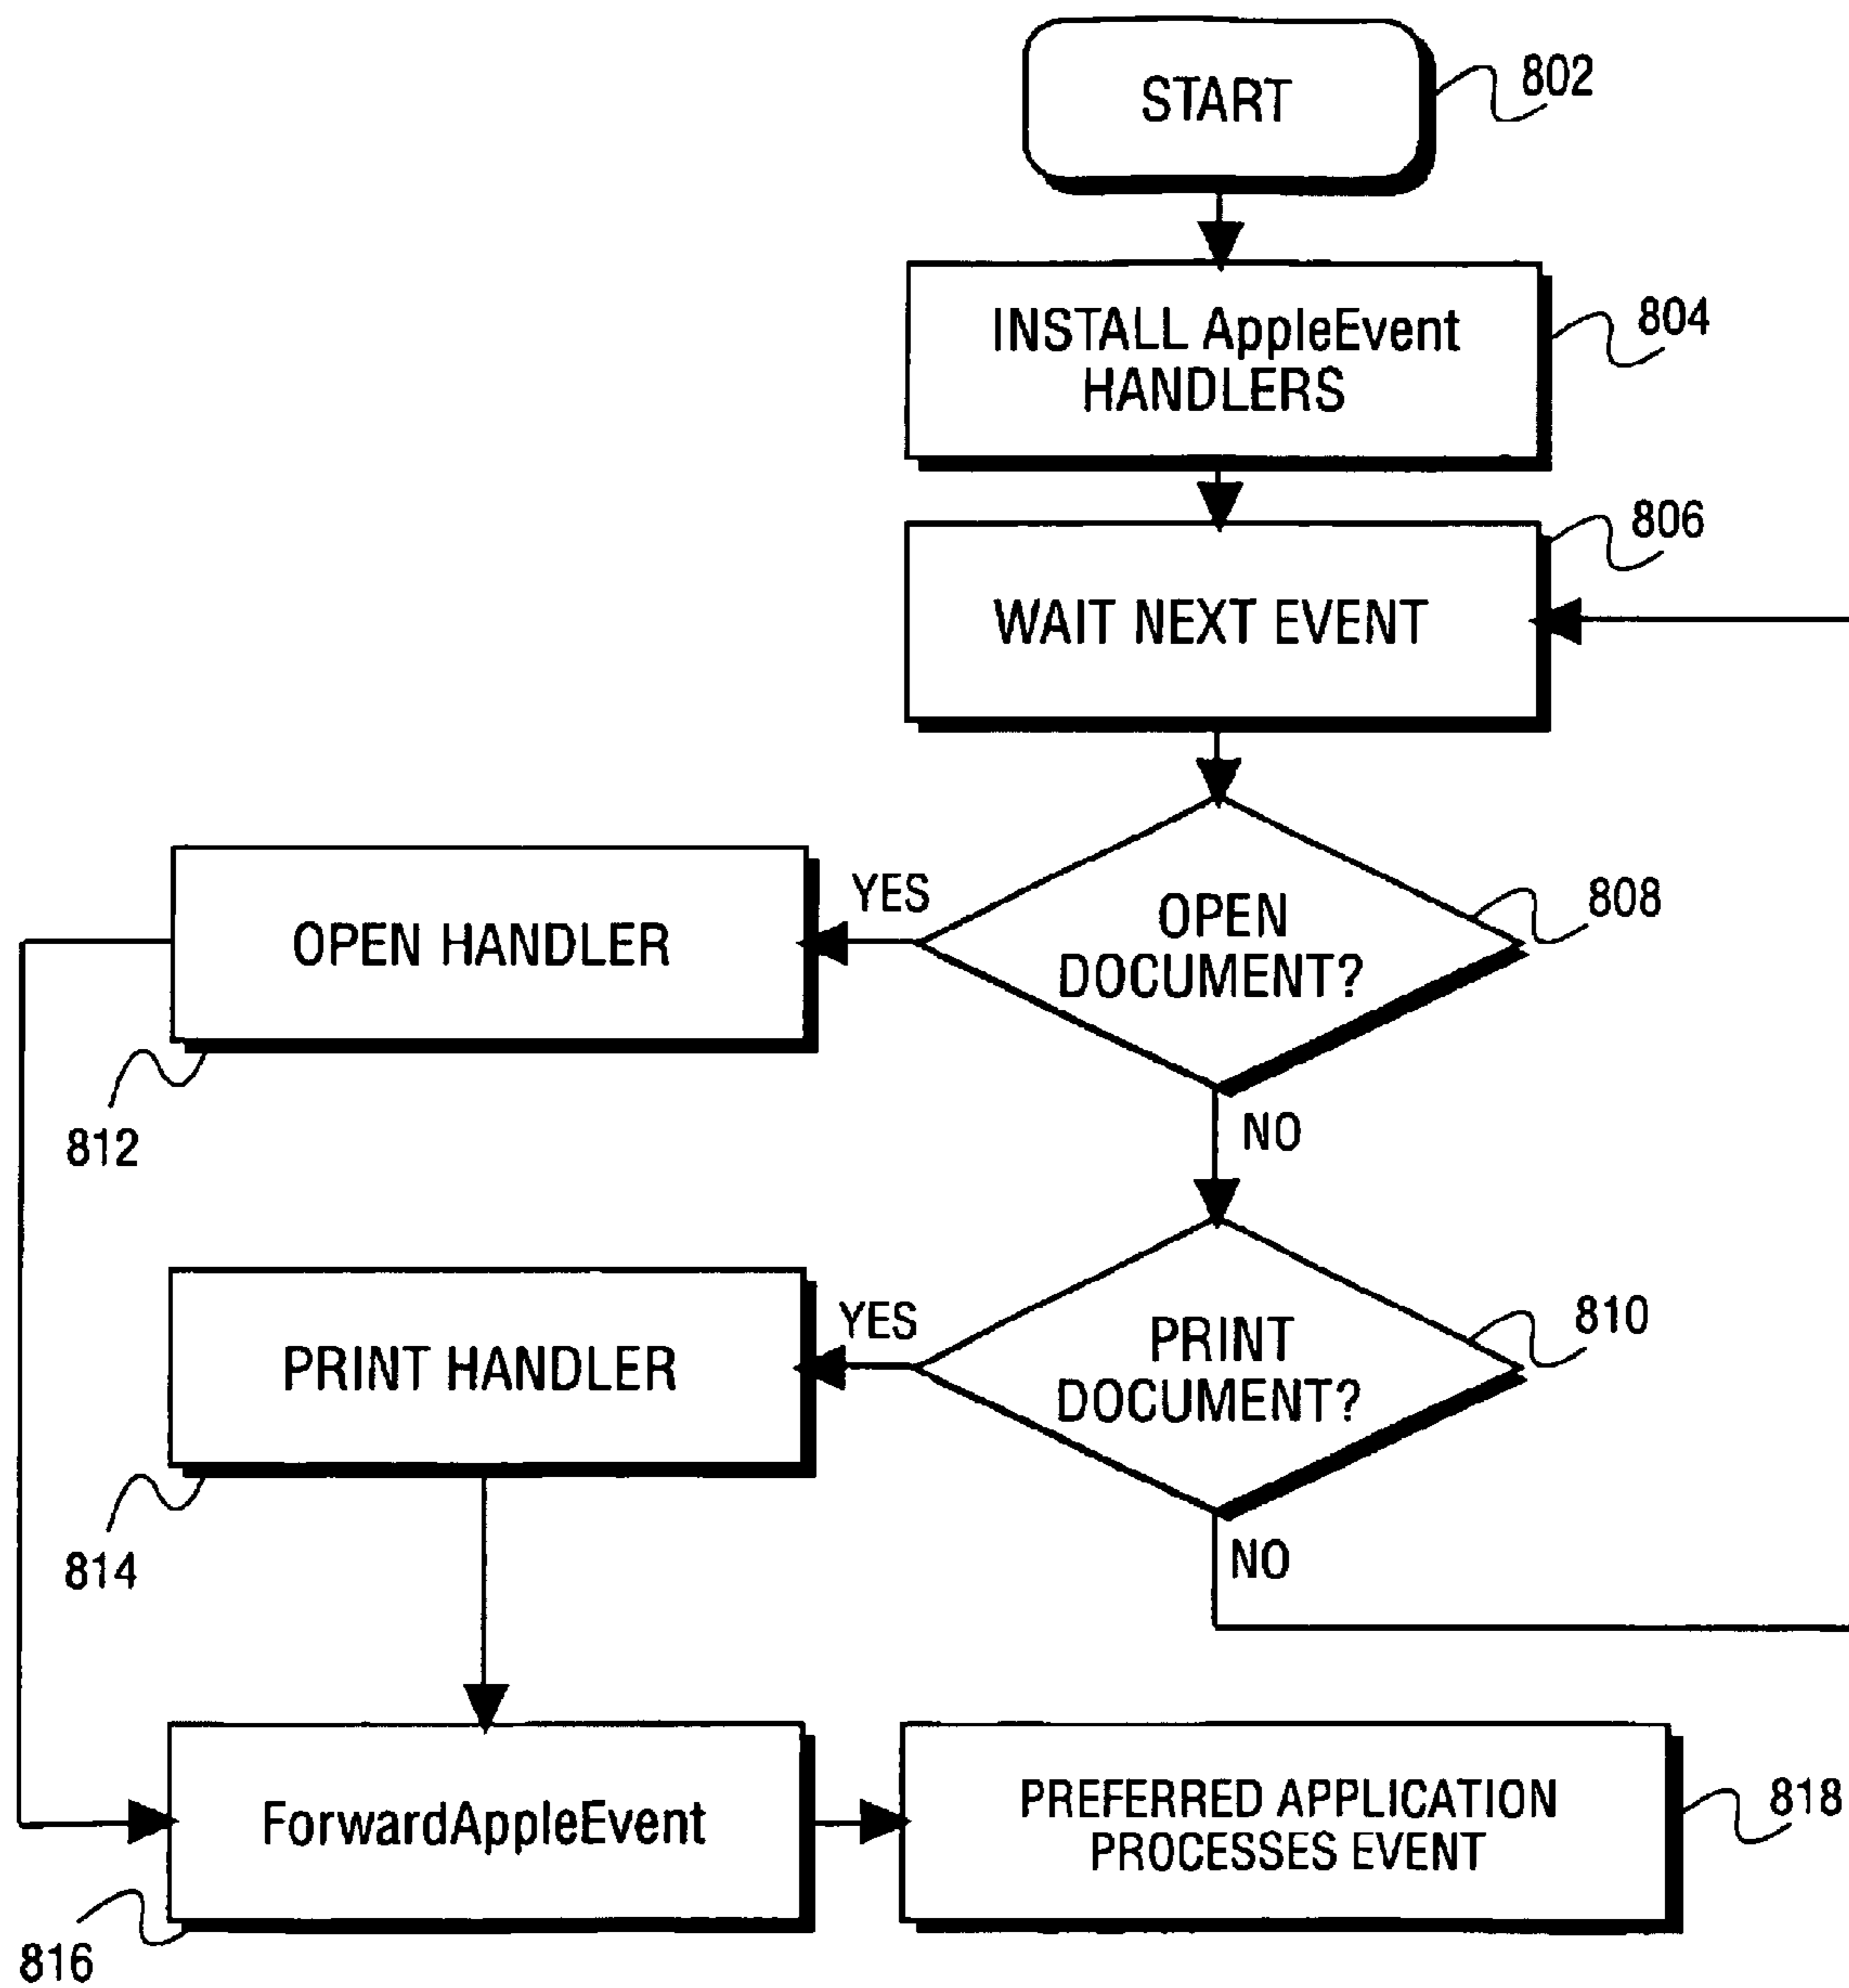 START
802
INSTALL AppleEvent
HANDLERS
804
806
WAIT NEXT EVENT
OPEN HANDLER
YES
OPEN
DOCUMENT?
808
812
NO
PRINT HANDLER
YES
PRINT
DOCUMENT?
810
814
NO
ForwardAppleEvent
PREFERRED APPLICATION
PROCESSES EVENT
818
816